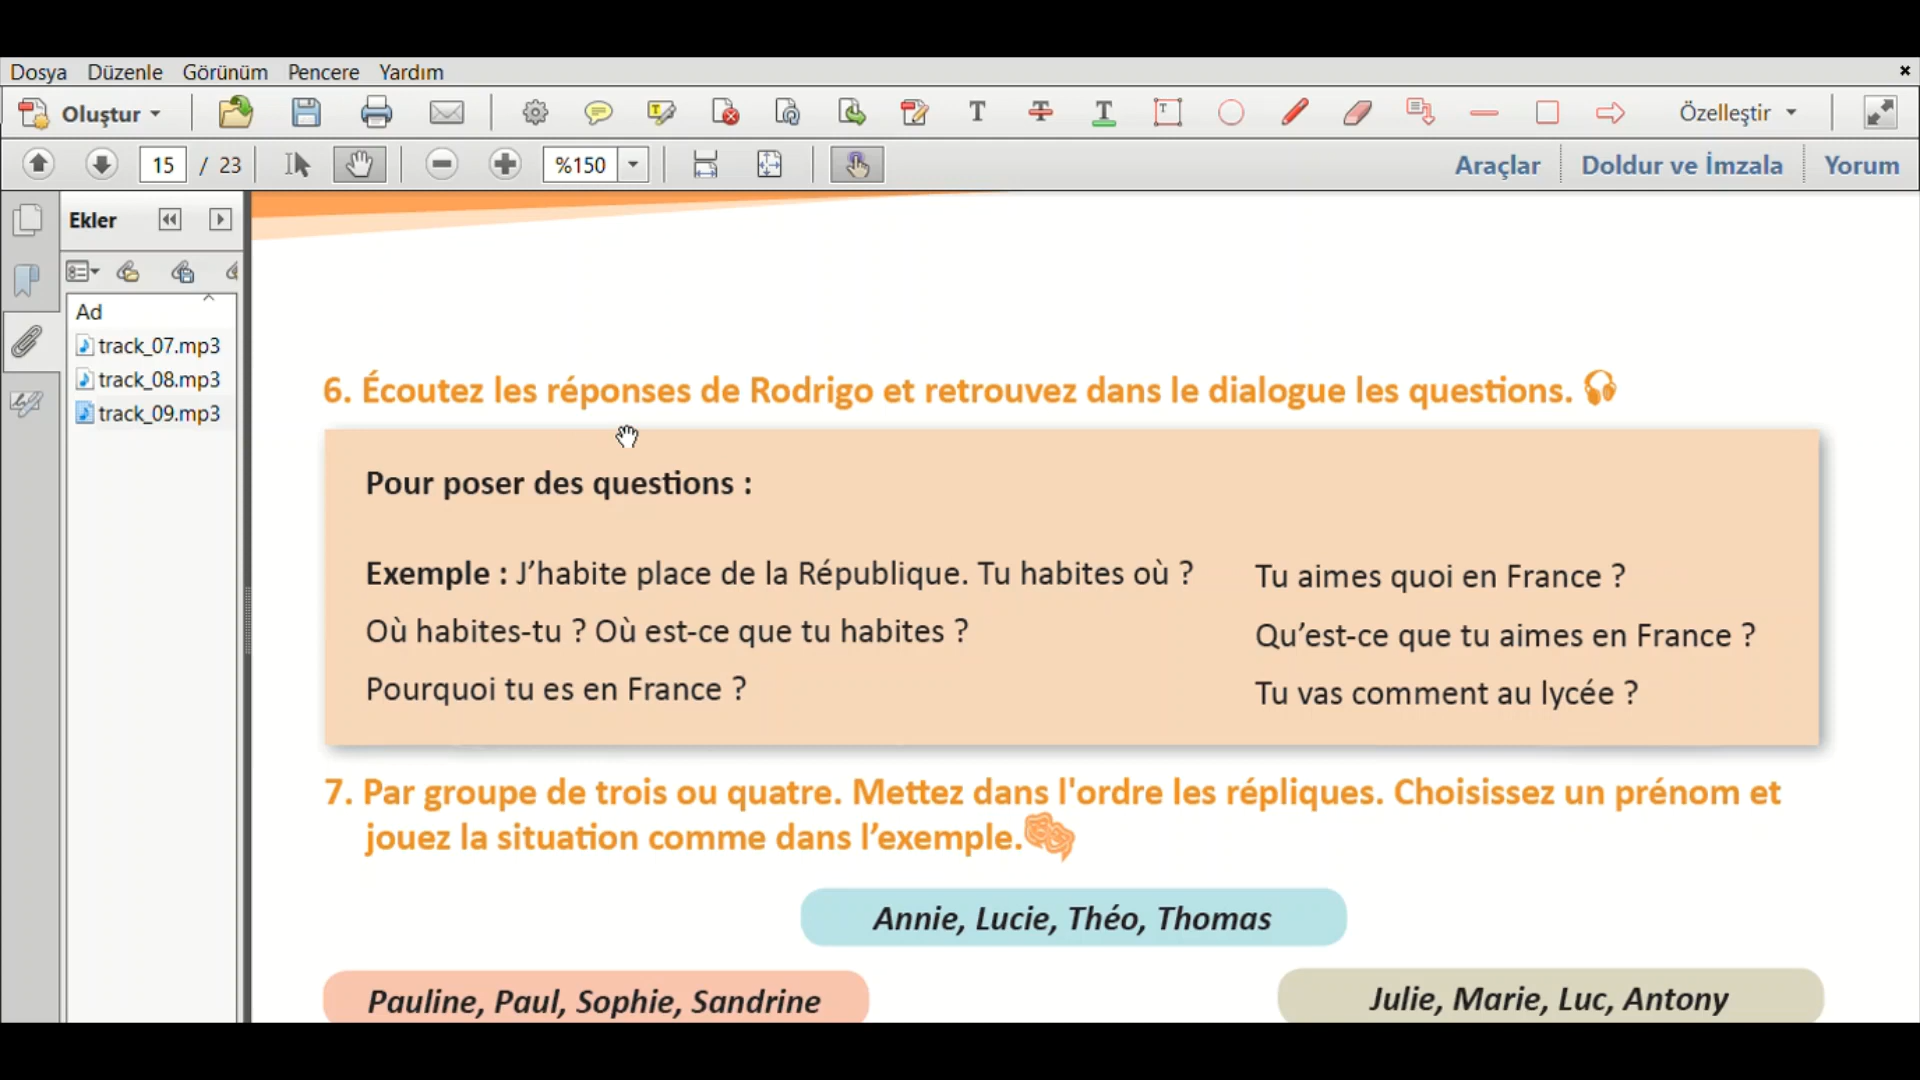 Dosya Düzenle Görünüm Pencere Yardım
Oluştur Özelleştir
15 / 23 %150 Araçlar Doldur ve İmzala Yorum
Ekler
Ad
track_07.mp3
track_08.mp3
track_09.mp3
6. Écoutez les réponses de Rodrigo et retrouvez dans le dialogue les questions.
Pour poser des questions :
Exemple : J’habite place de la République. Tu habites où ?
Où habites-tu ? Où est-ce que tu habites ?
Pourquoi tu es en France ?
Tu aimes quoi en France ?
Qu’est-ce que tu aimes en France ?
Tu vas comment au lycée ?
7. Par groupe de trois ou quatre. Mettez dans l'ordre les répliques. Choisissez un prénom et
jouez la situation comme dans l’exemple.
Annie, Lucie, Théo, Thomas
Pauline, Paul, Sophie, Sandrine
Julie, Marie, Luc, Antony